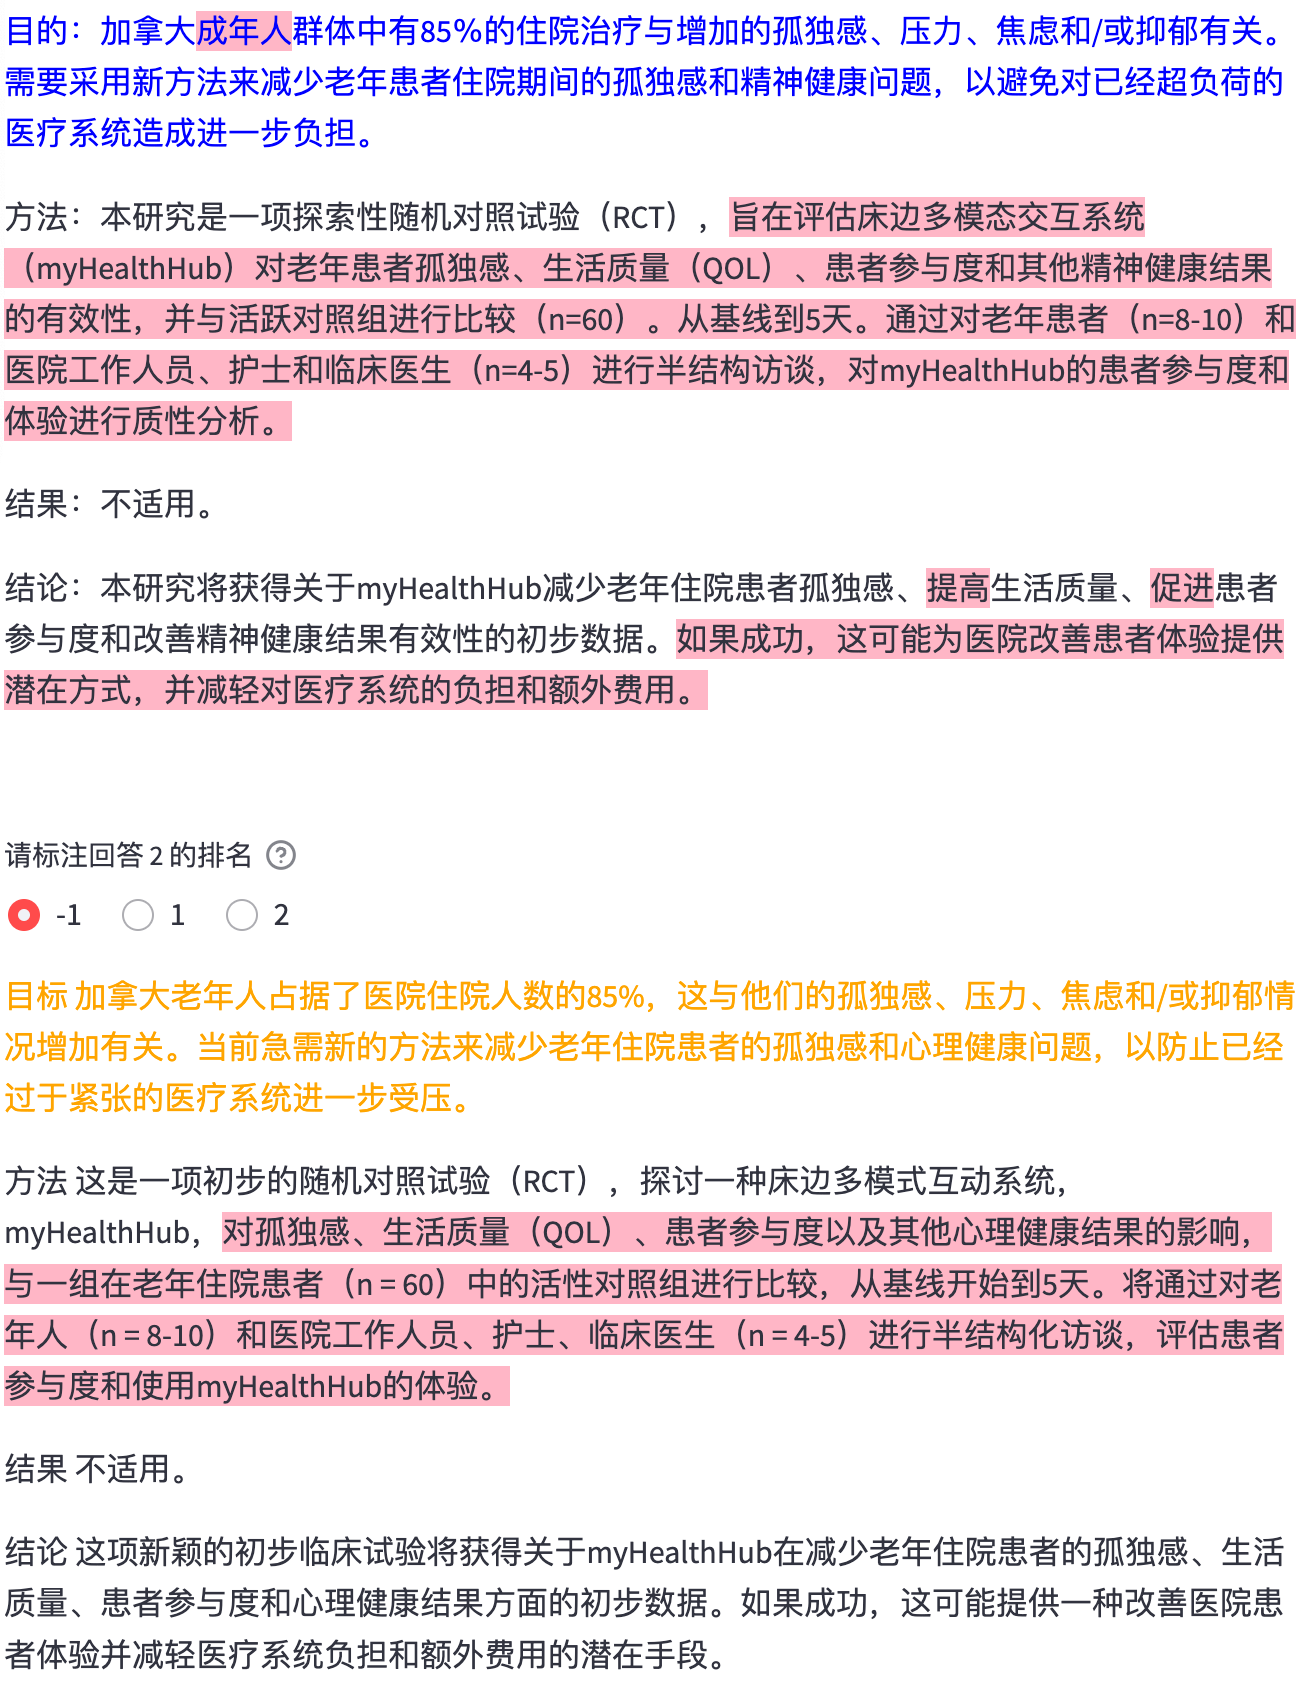 目的：加拿大成年人群体中有85%的住院治疗与增加的孤独感、压力、焦虑和/或抑郁有关。
需要采用新方法来减少老年患者住院期间的孤独感和精神健康问题，以避免对已经超负荷的
医疗系统造成进一步负担。
方法：本研究是一项探索性随机对照试验（RCT），旨在评估床边多模态交互系统
（myHealthHub）对老年患者孤独感、生活质量（QOL）、患者参与度和其他精神健康结果
的有效性，并与活跃对照组进行比较（n=60）。从基线到5天。通过对老年患者（n=8-10）和
医院工作人员、护士和临床医生（n=4-5）进行半结构访谈，对myHealthHub的患者参与度和
体验进行质性分析。
结果：不适用。
结论：本研究将获得关于myHealthHub减少老年住院患者孤独感、提高生活质量、促进患者
参与度和改善精神健康结果有效性的初步数据。如果成功，这可能为医院改善患者体验提供
潜在方式，并减轻对医疗系统的负担和额外费用。
请标注回答 2 的排名 ?
-1 1 2
目标 加拿大老年人占据了医院住院人数的85%，这与他们的孤独感、压力、焦虑和/或抑郁情
况增加有关。当前急需新的方法来减少老年住院患者的孤独感和心理健康问题，以防止已经
过于紧张的医疗系统进一步受压。
方法 这是一项初步的随机对照试验（RCT），探讨一种床边多模式互动系统，
myHealthHub，对孤独感、生活质量（QOL）、患者参与度以及其他心理健康结果的影响，
与一组在老年住院患者（n = 60）中的活性对照组进行比较，从基线开始到5天。将通过对老
年人（n = 8-10）和医院工作人员、护士、临床医生（n = 4-5）进行半结构化访谈，评估患者
参与度和使用myHealthHub的体验。
结果 不适用。
结论 这项新颖的初步临床试验将获得关于myHealthHub在减少老年住院患者的孤独感、生活
质量、患者参与度和心理健康结果方面的初步数据。如果成功，这可能提供一种改善医院患
者体验并减轻医疗系统负担和额外费用的潜在手段。